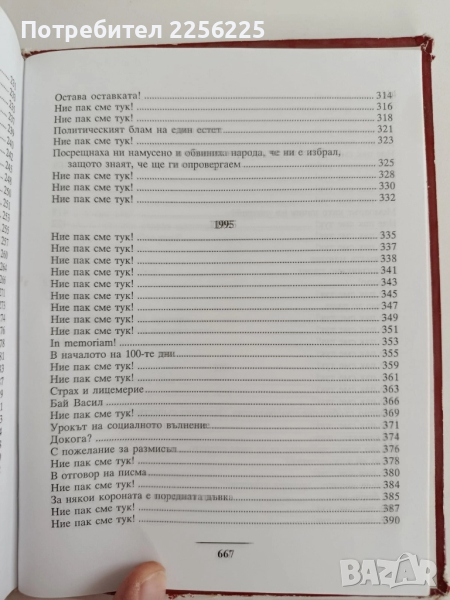 Потребител 2256225
Остава оставката! 314
Ние пак сме тук! 316
Ние пак сме тук! 318
Политическият блам на един естет 321
Ние пак сме тук! 323
Посрещнаха ни намусено и обвиниха народа, че ни е избрал,
защото знаят, че ще ги опровергаем 325
Ние пак сме тук! 328
Ние пак сме тук! 330
Ние пак сме тук! 332
1995
Ние пак сме тук! 335
Ние пак сме тук! 337
Ние пак сме тук! 338
Ние пак сме тук! 341
Ние пак сме тук! 343
Ние пак сме тук! 345
Ние пак сме тук! 347
Ние пак сме тук! 349
Ние пак сме тук! 351
In memoriam! 353
В началото на 100-те дни 355
Ние пак сме тук! 359
Ние пак сме тук! 361
Страх и лицемерие 363
Бай Васил 366
Ние пак сме тук! 369
Урокът на социалното вълнение 371
Докога? 374
С пожелание за размисъл 376
Ние пак сме тук! 378
В отговор на писма 380
Ние пак сме тук! 384
За някои короната е поредната дъвка 385
Ние пак сме тук! 387
Ние пак сме тук! 390
667
BAZAR